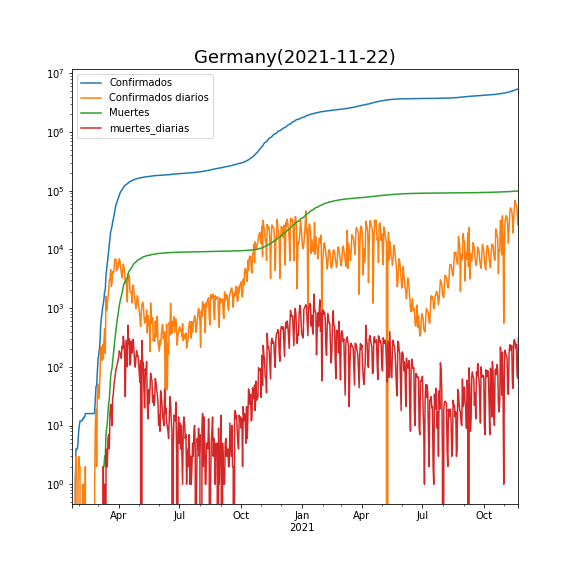 Germany(2021-11-22)
Confirmados
Confirmados diarios
Muertes
muertes_diarias
10^7
10^6
10^5
10^4
10^3
10^2
10^1
10^0
Apr Jul Oct Jan Apr Jul Oct
2021